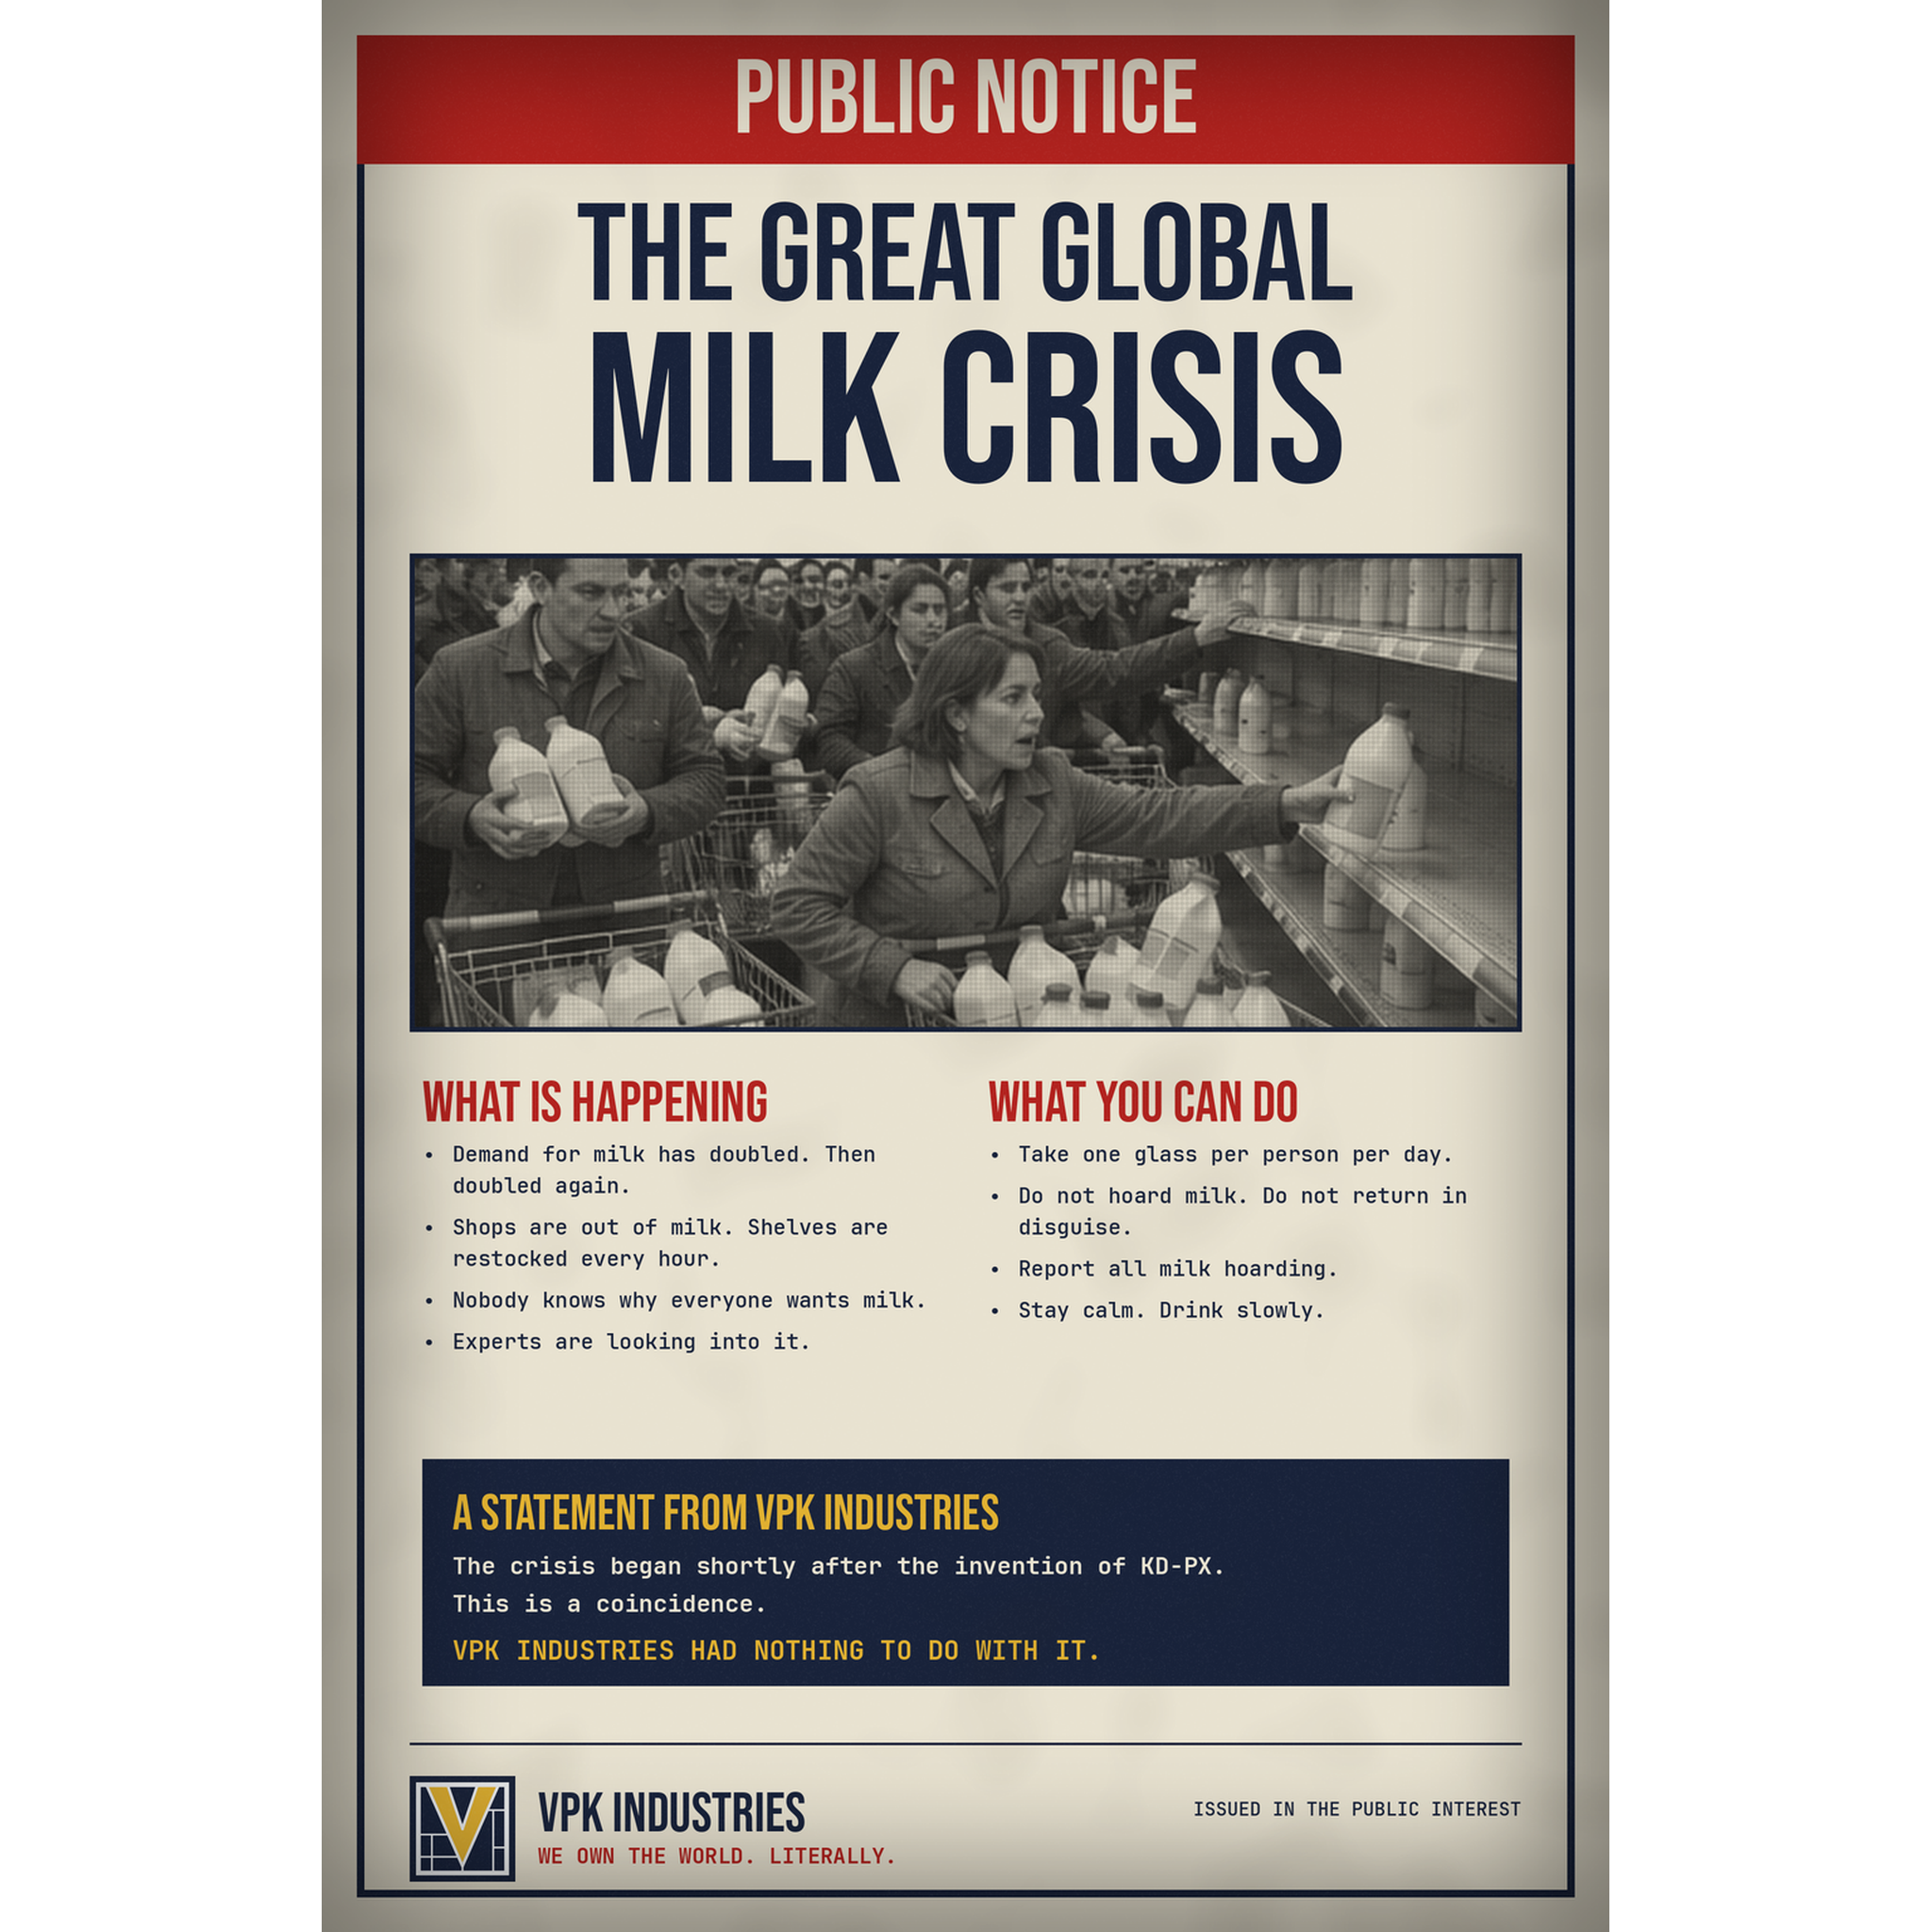 PUBLIC NOTICE
THE GREAT GLOBAL
MILK CRISIS
WHAT IS HAPPENING
• Demand for milk has doubled. Then
doubled again.
• Shops are out of milk. Shelves are
restocked every hour.
• Nobody knows why everyone wants milk.
• Experts are looking into it.
WHAT YOU CAN DO
• Take one glass per person per day.
• Do not hoard milk. Do not return in
disguise.
• Report all milk hoarding.
• Stay calm. Drink slowly.
A STATEMENT FROM VPK INDUSTRIES
The crisis began shortly after the invention of KD-PX.
This is a coincidence.
VPK INDUSTRIES HAD NOTHING TO DO WITH IT.
V
VPK INDUSTRIES
WE OWN THE WORLD. LITERALLY.
ISSUED IN THE PUBLIC INTEREST